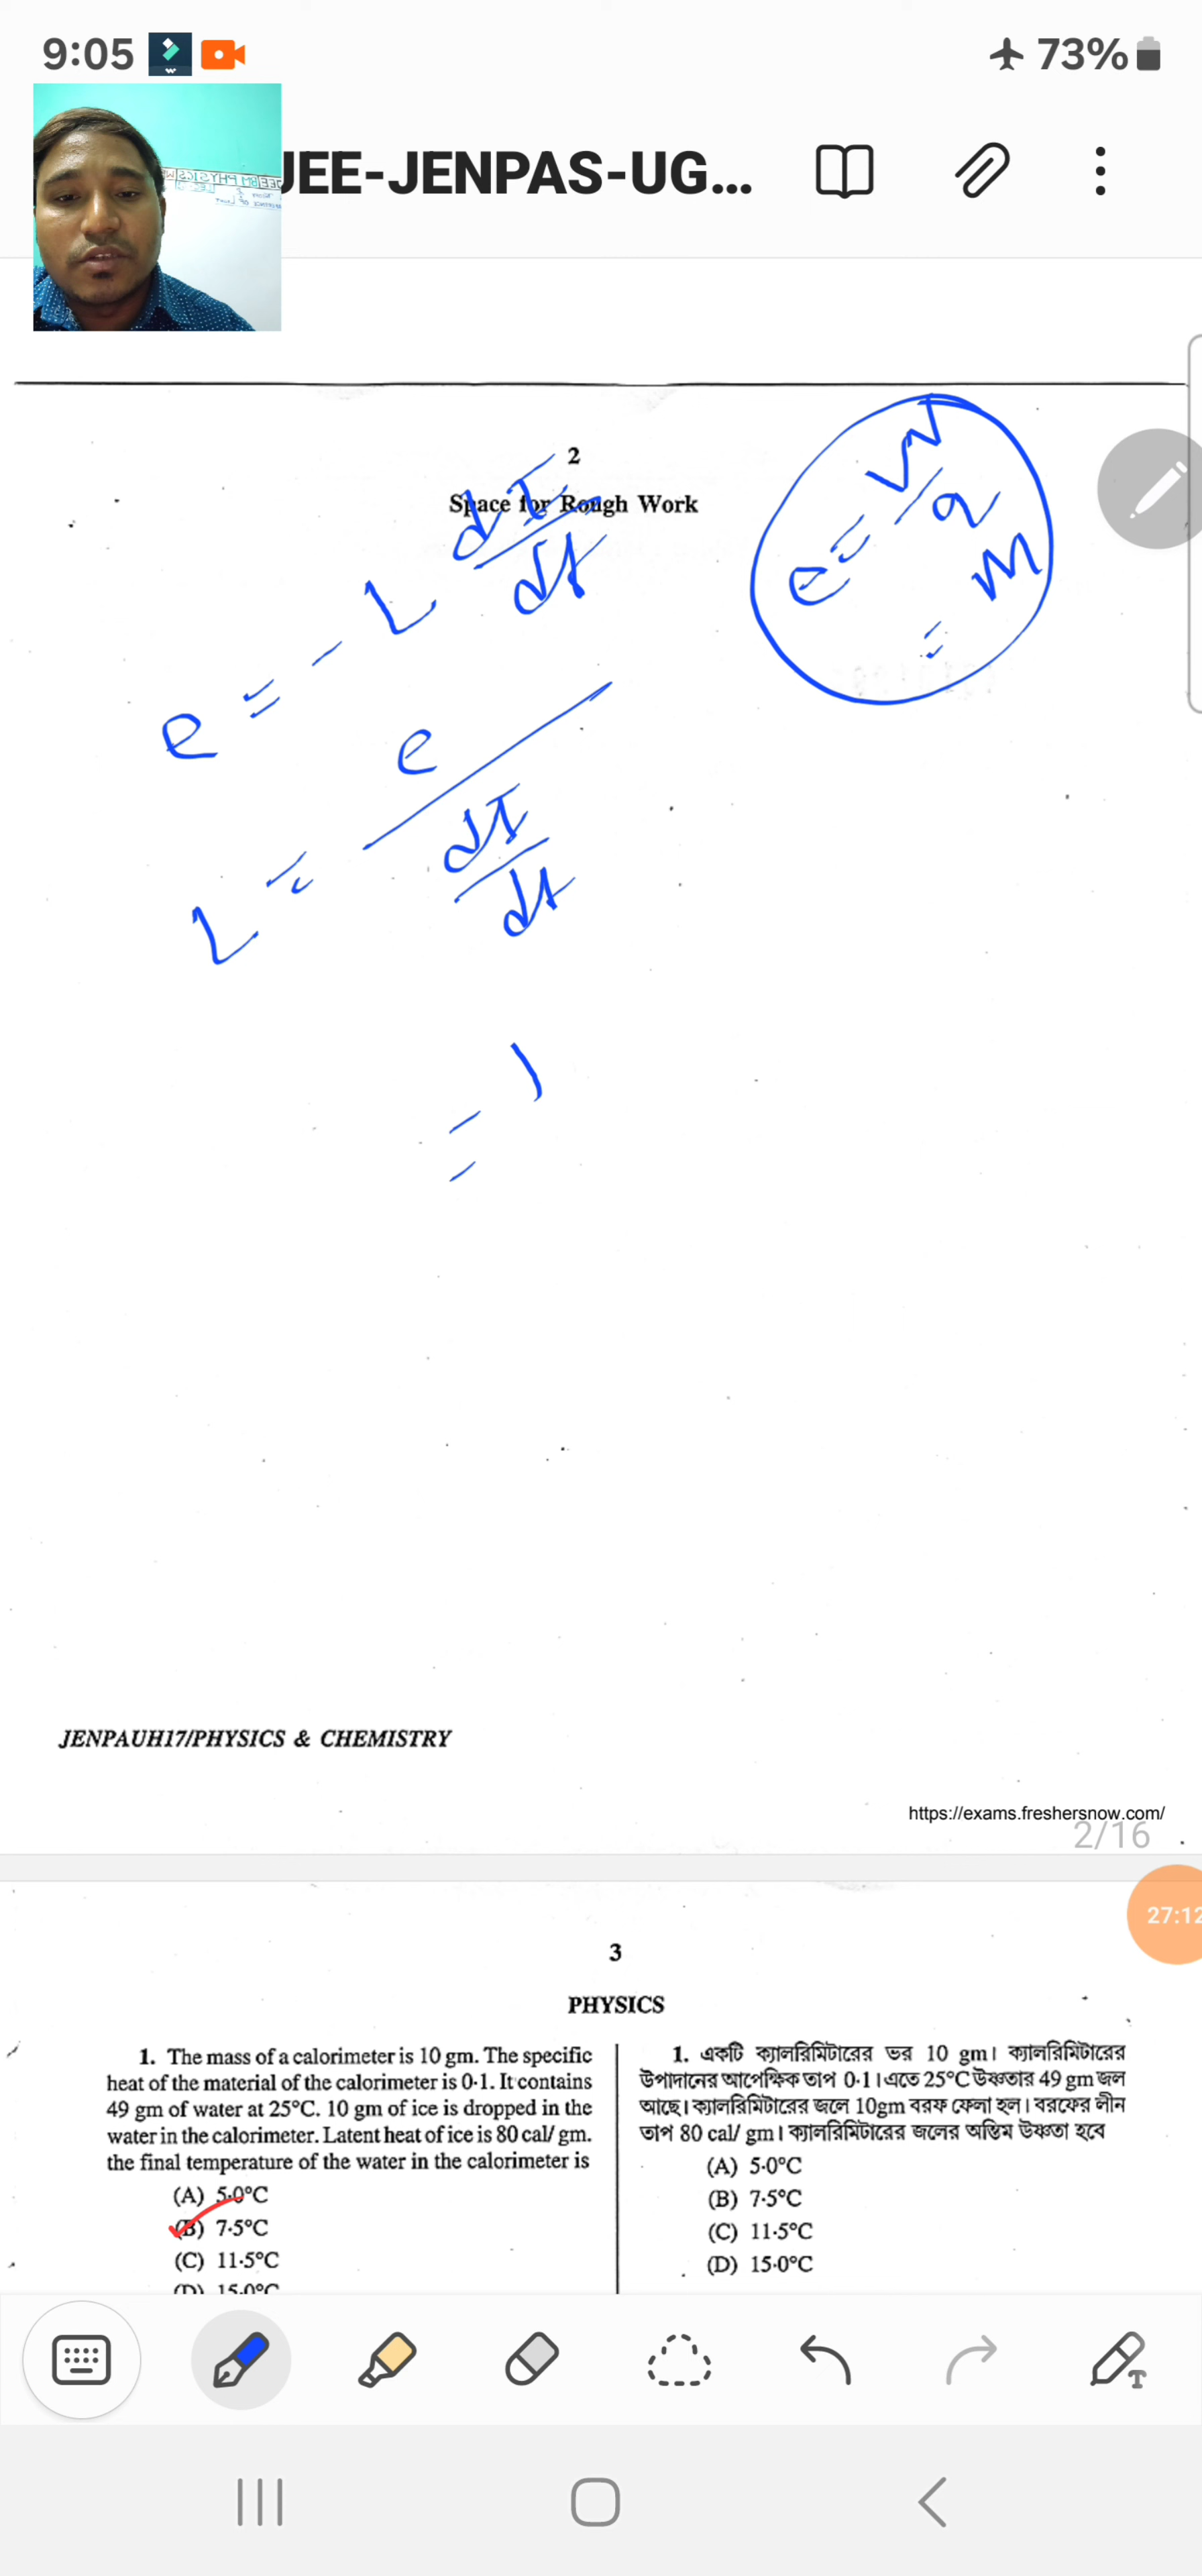 9:05
73%
JEE-JENPAS-UG...
2
Space for Rough Work
e = - L dI/dt
e = W/q
= M
L = e / dI/dt
=
JENPAUH17/PHYSICS & CHEMISTRY
https://exams.freshersnow.com/
2/16
27:12
3
PHYSICS
1. The mass of a calorimeter is 10 gm. The specific
heat of the material of the calorimeter is 0·1. It contains
49 gm of water at 25°C. 10 gm of ice is dropped in the
water in the calorimeter. Latent heat of ice is 80 cal/ gm.
the final temperature of the water in the calorimeter is
(A) 5·0°C
(B) 7·5°C
(C) 11·5°C
(D) 15·0°C
1. একটি ক্যালরিমিটারের ভর 10 gm। ক্যালরিমিটারের
উপাদানের আপেক্ষিক তাপ 0·1। এতে 25°C উষ্ণতার 49 gm জল
আছে। ক্যালরিমিটারের জলে 10gm বরফ ফেলা হল। বরফের লীন
তাপ 80 cal/ gm। ক্যালরিমিটারের জলের অন্তিম উষ্ণতা হবে
(A) 5·0°C
(B) 7·5°C
(C) 11·5°C
(D) 15·0°C
T